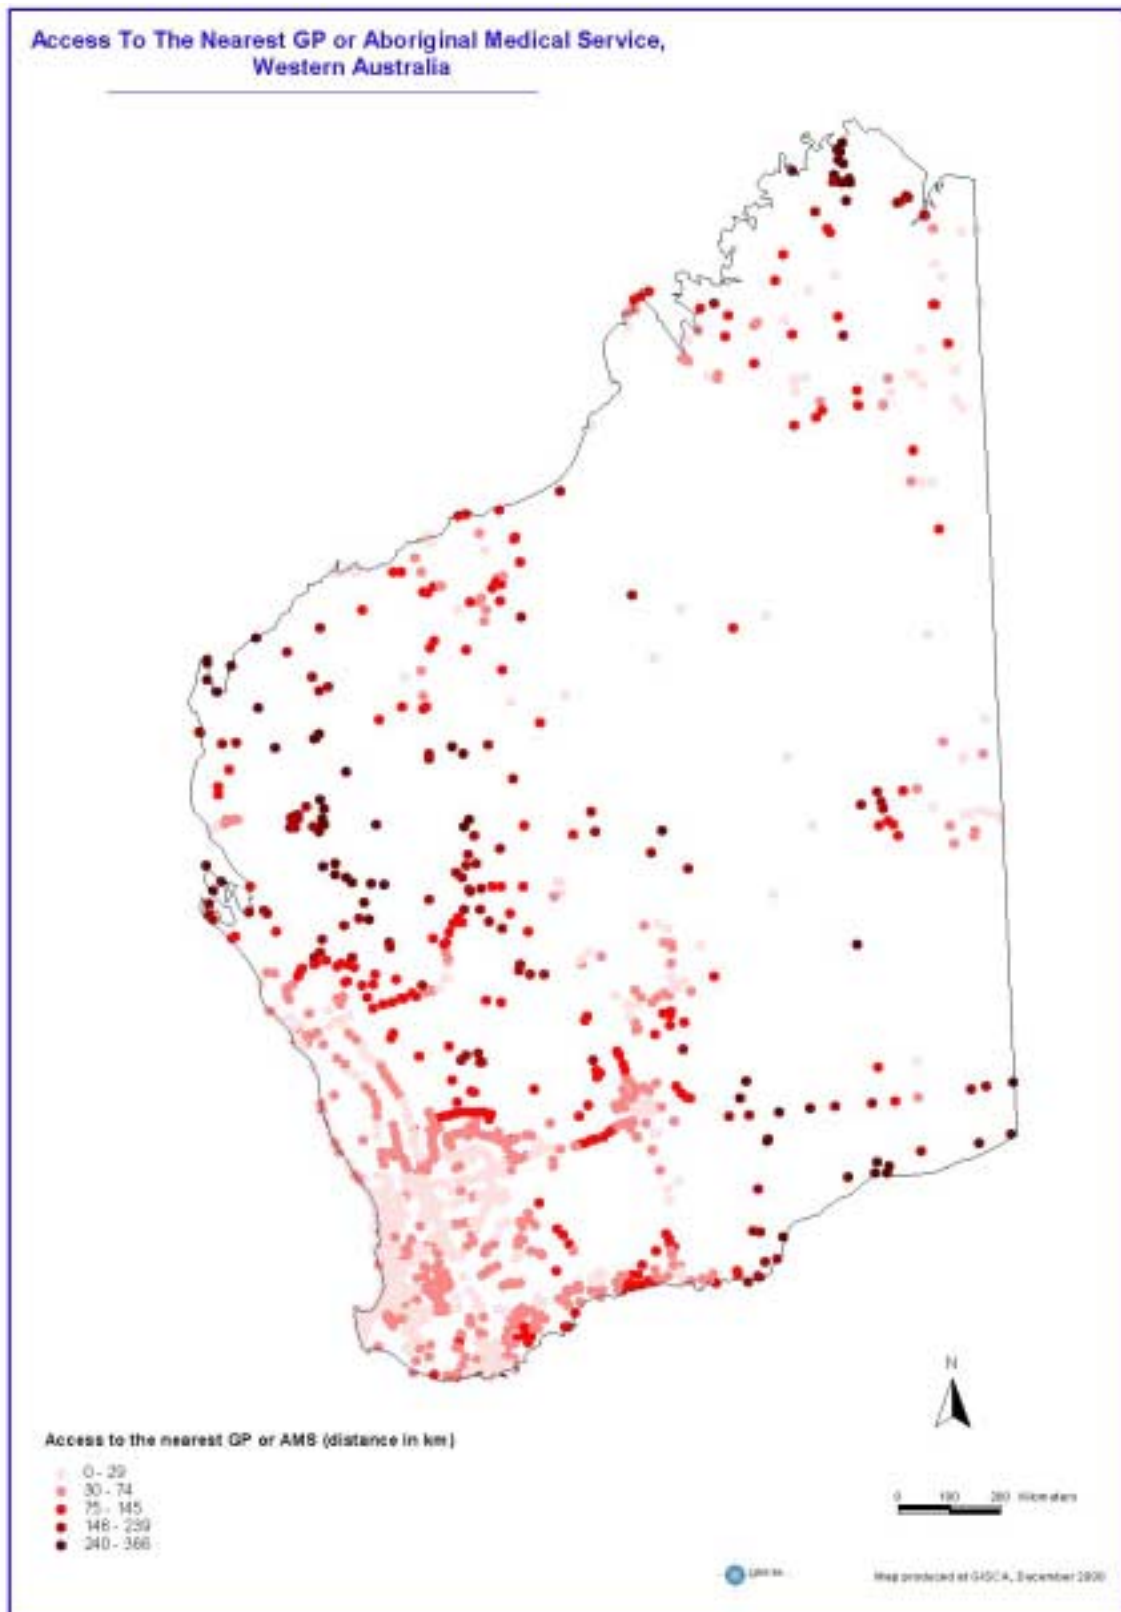 Access To The Nearest GP or Aboriginal Medical Service,
Western Australia
N
Access to the nearest GP or AMS (distance in km)
0 - 29
30 - 74
75 - 145
146 - 239
240 - 366
0 100 200 Kilometers
Map produced at GISCA, December 2000